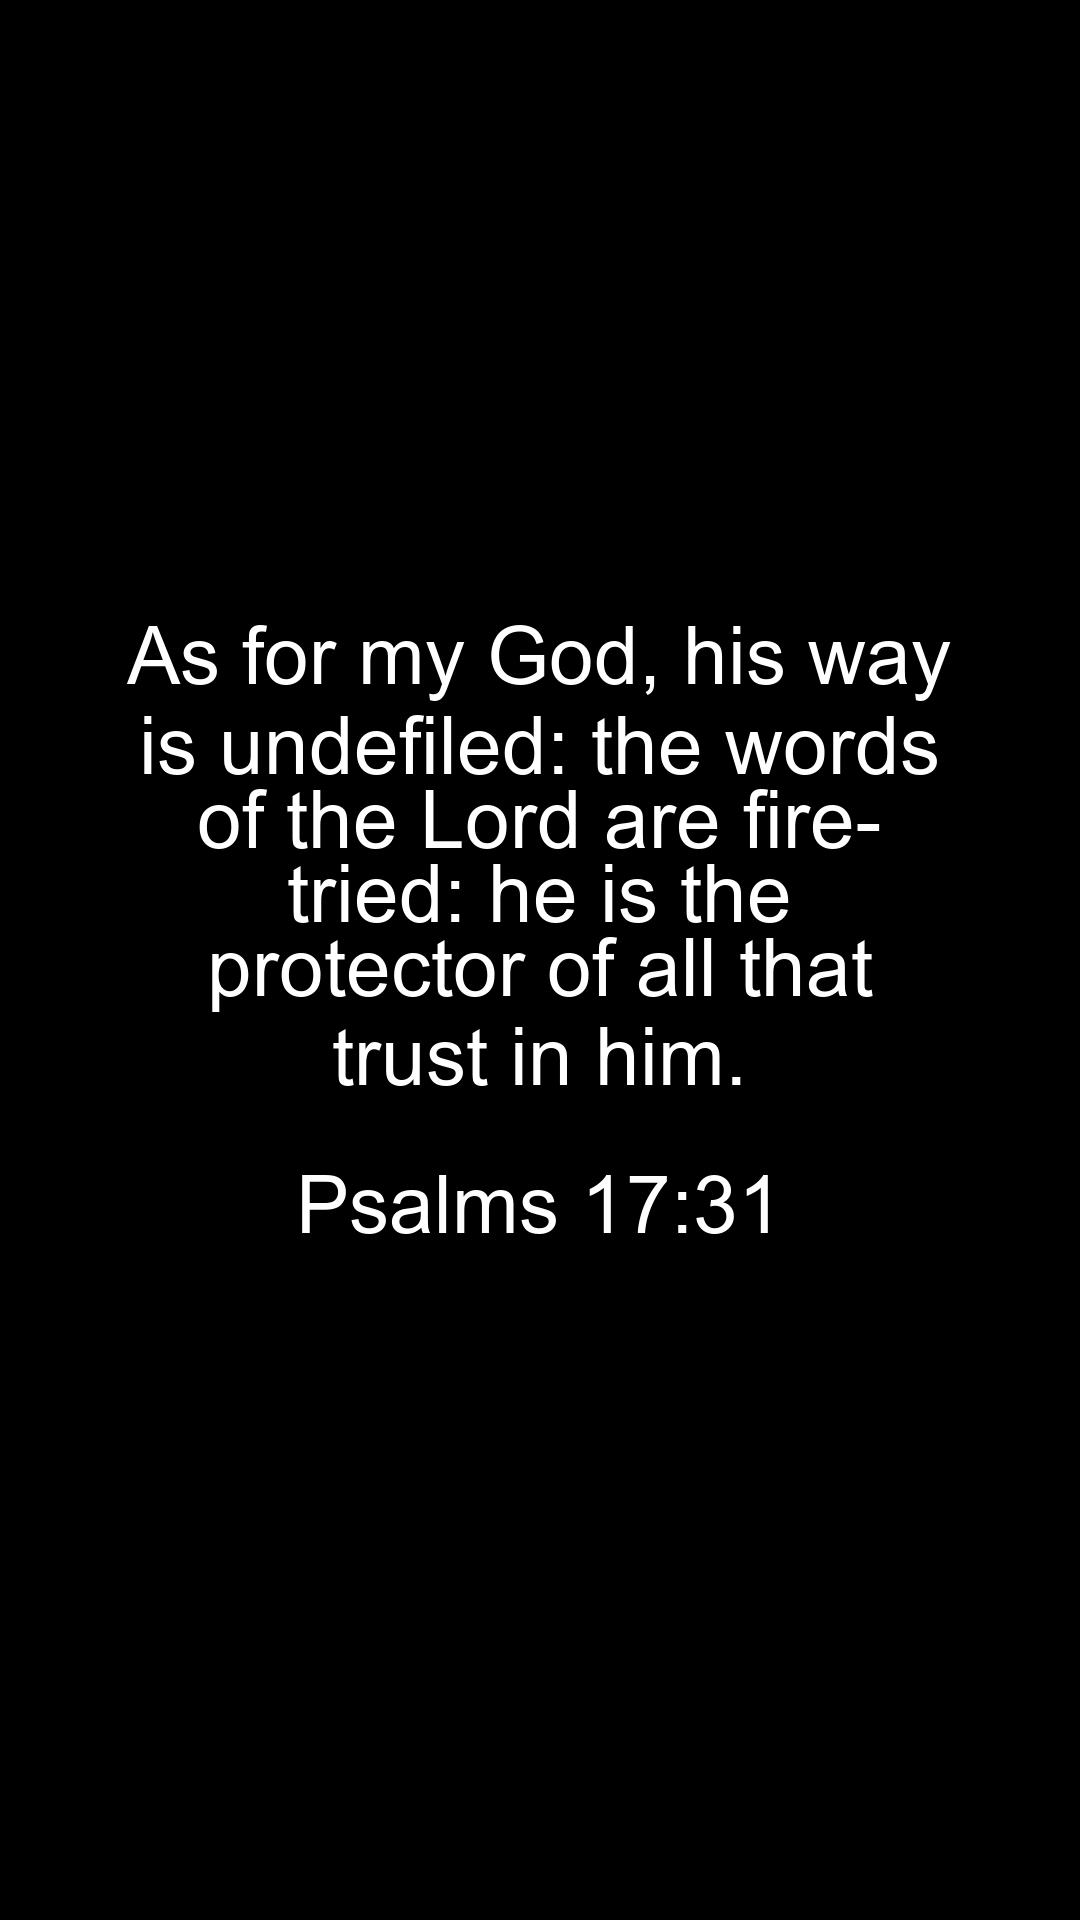 As for my God, his way
is undefiled: the words
of the Lord are fire-
tried: he is the
protector of all that
trust in him.
Psalms 17:31